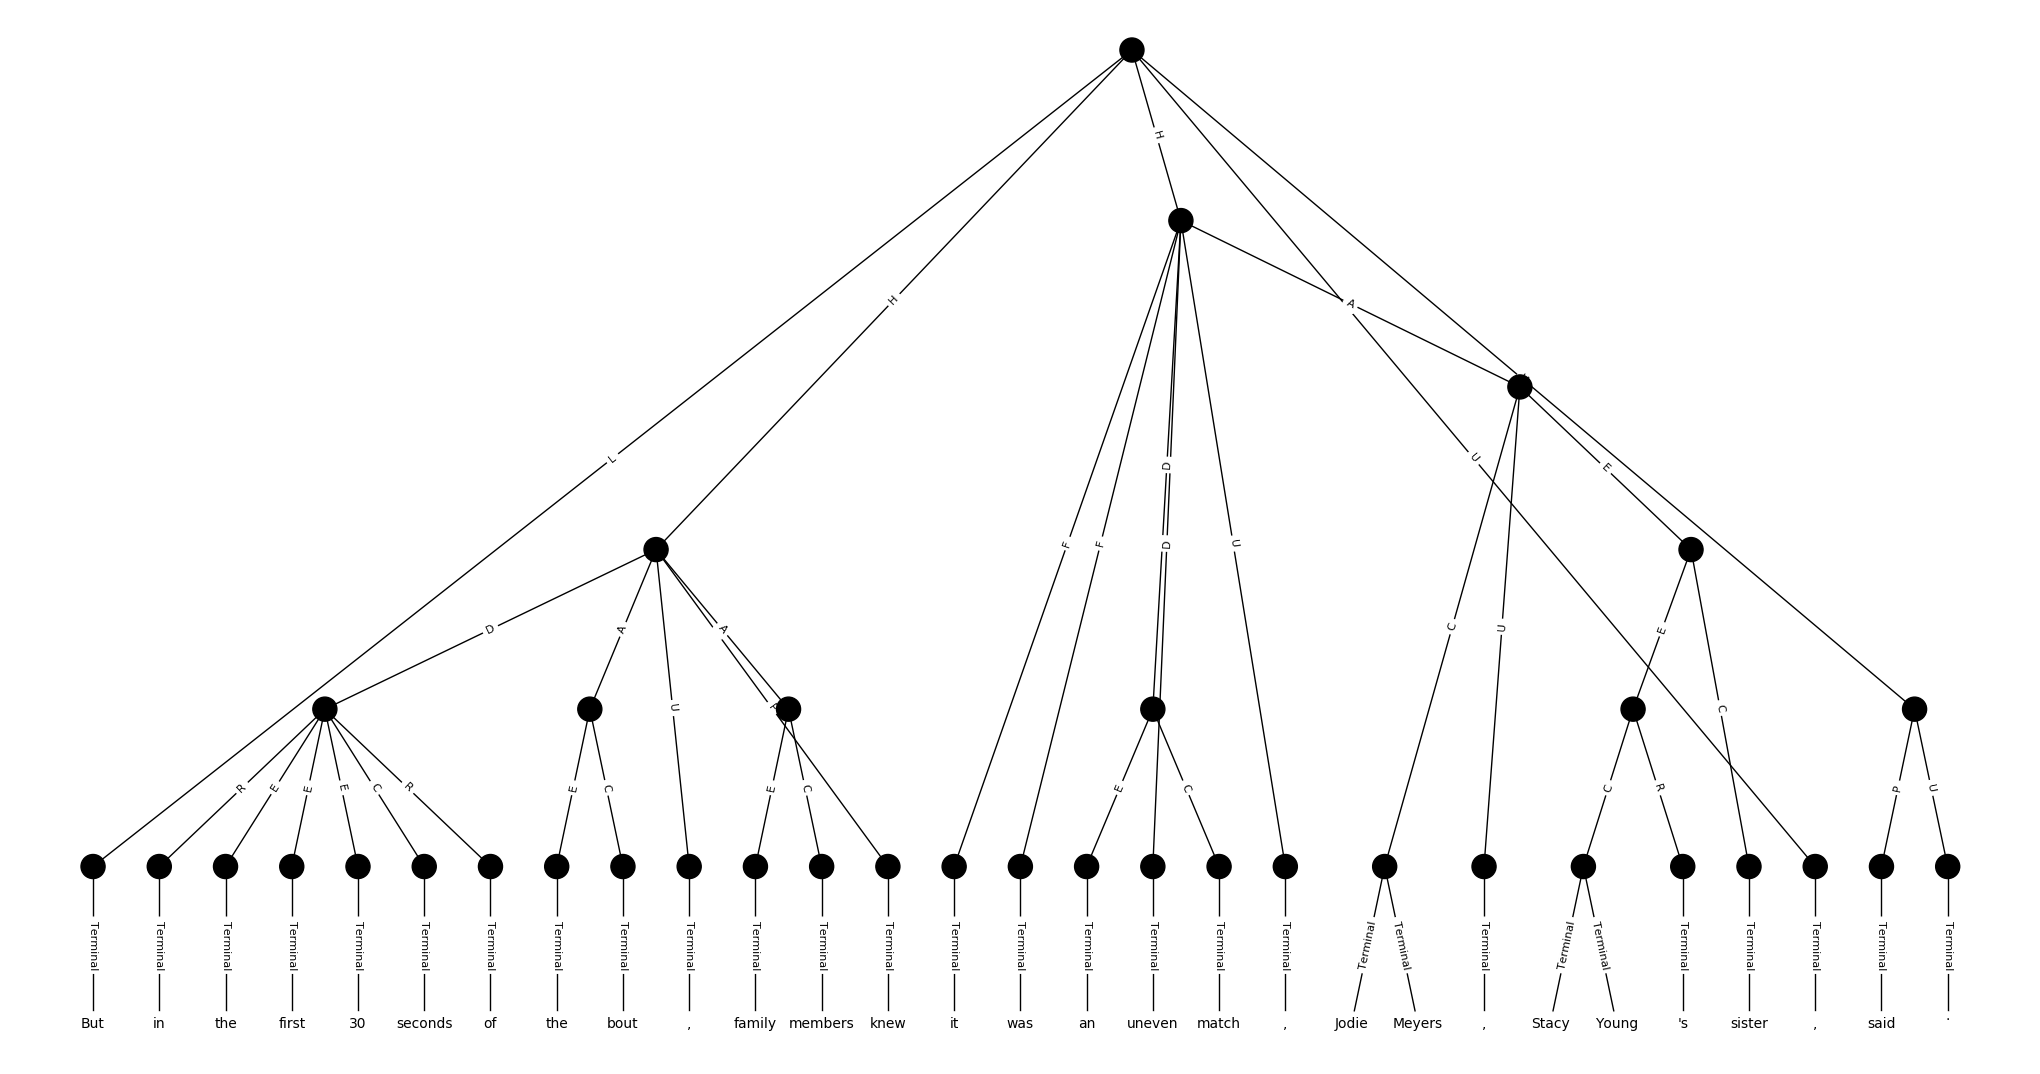 H
A
L
H
U
E
D
F
F
D
D
U
C
U
D
A
A
E
U
C
R
E
E
E
C
R
E
C
E
C
E
C
C
R
P
U
Terminal Terminal Terminal Terminal Terminal Terminal Terminal Terminal Terminal Terminal Terminal Terminal Terminal Terminal Terminal Terminal Terminal Terminal Terminal Terminal Terminal Terminal Terminal Terminal Terminal Terminal Terminal Terminal Terminal
But in the first 30 seconds of the bout , family members knew it was an uneven match , Jodie Meyers , Stacy Young 's sister , said .